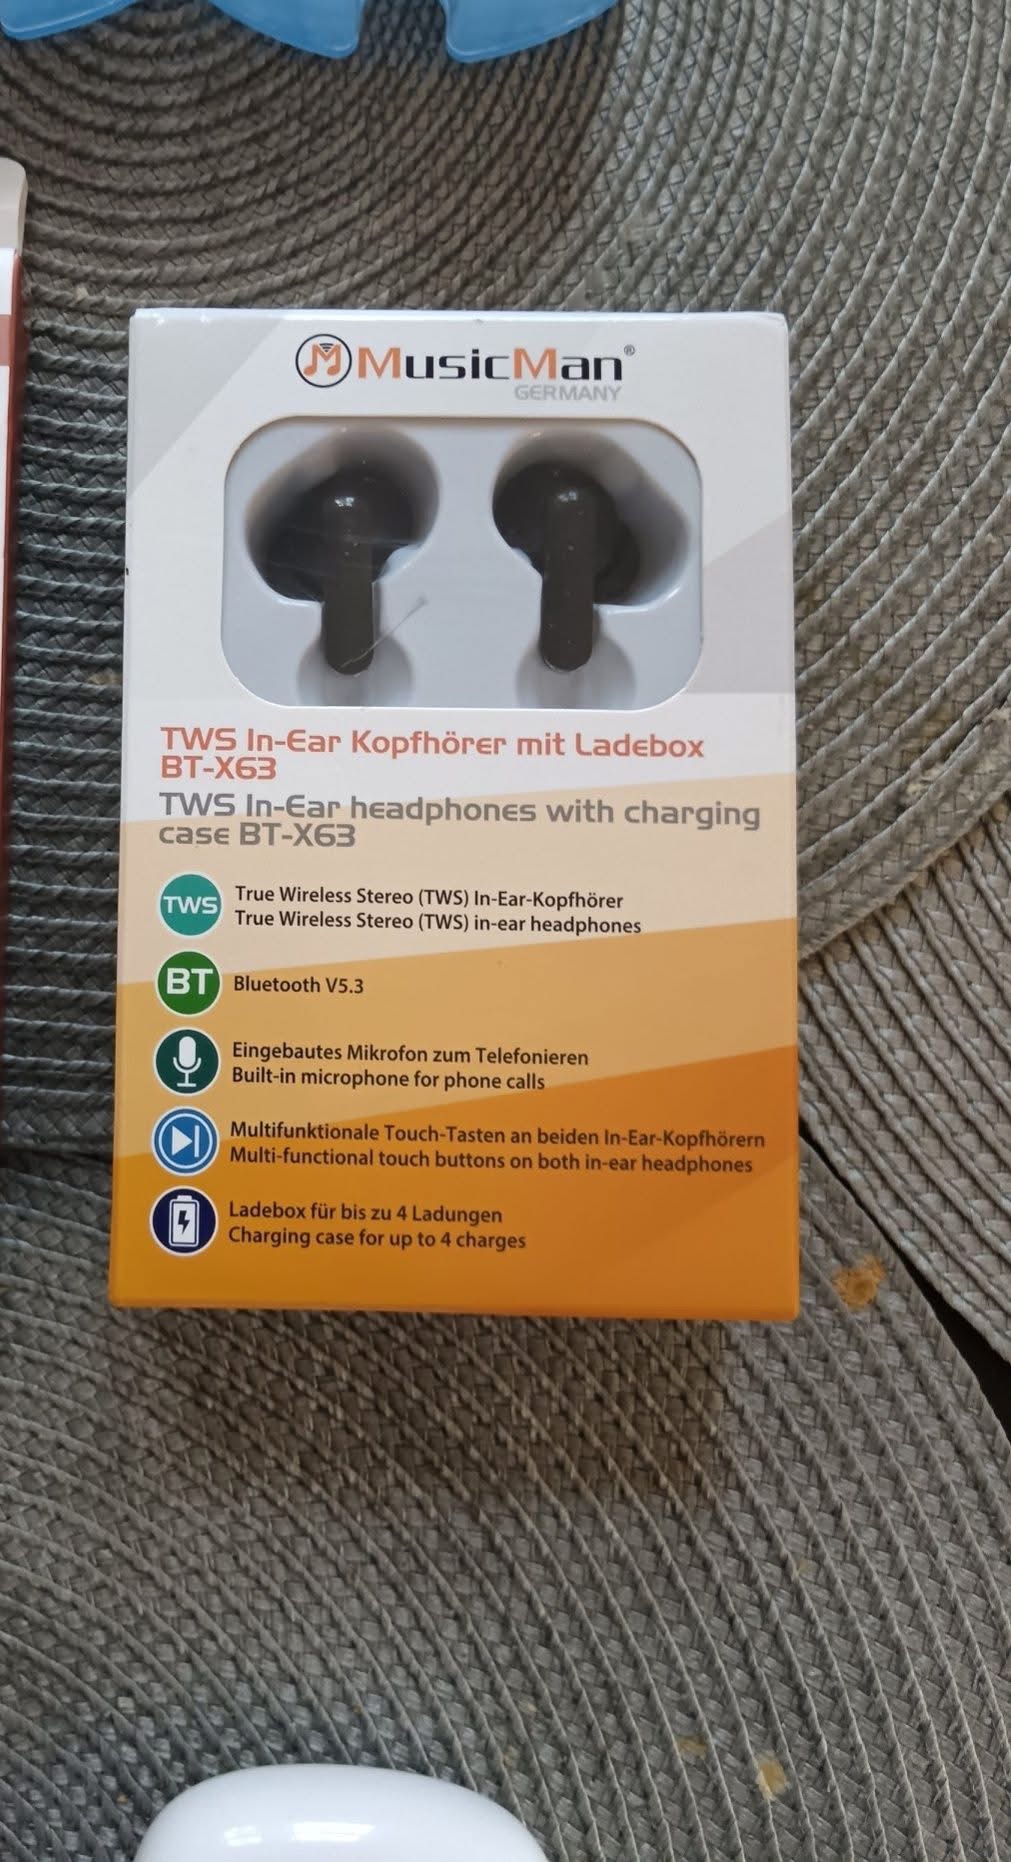 MusicMan®
GERMANY
TWS In-Ear Kopfhörer mit Ladebox
BT-X63
TWS In-Ear headphones with charging
case BT-X63
TWS
True Wireless Stereo (TWS) In-Ear-Kopfhörer
True Wireless Stereo (TWS) in-ear headphones
BT
Bluetooth V5.3
Eingebautes Mikrofon zum Telefonieren
Built-in microphone for phone calls
Multifunktionale Touch-Tasten an beiden In-Ear-Kopfhörern
Multi-functional touch buttons on both in-ear headphones
Ladebox für bis zu 4 Ladungen
Charging case for up to 4 charges